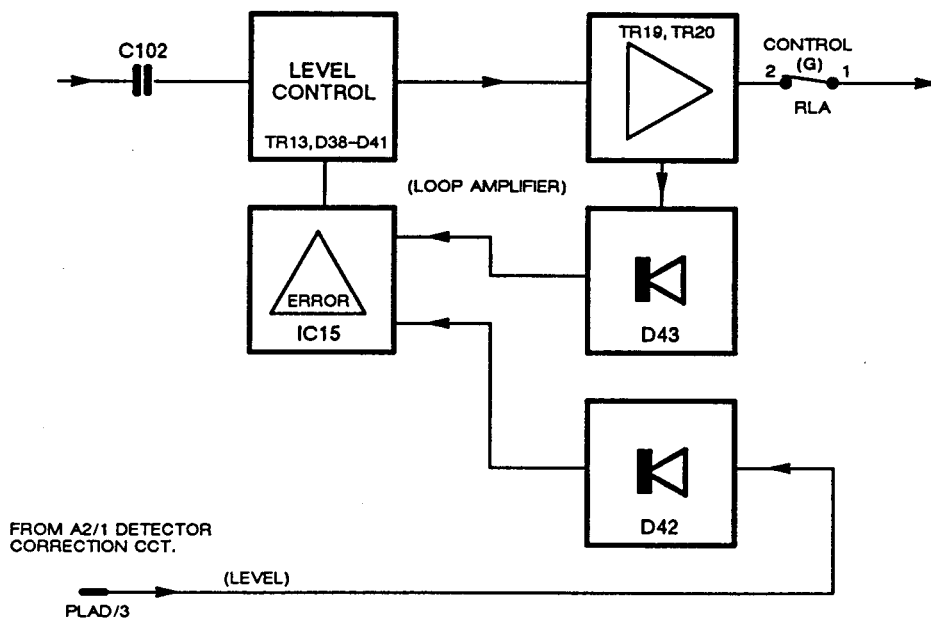 C102
LEVEL
CONTROL
TR13, D38-D41
TR19, TR20
CONTROL
(G)
2 1
RLA
(LOOP AMPLIFIER)
ERROR
IC15
D43
D42
FROM A2/1 DETECTOR
CORRECTION CCT.
(LEVEL)
PLAD/3